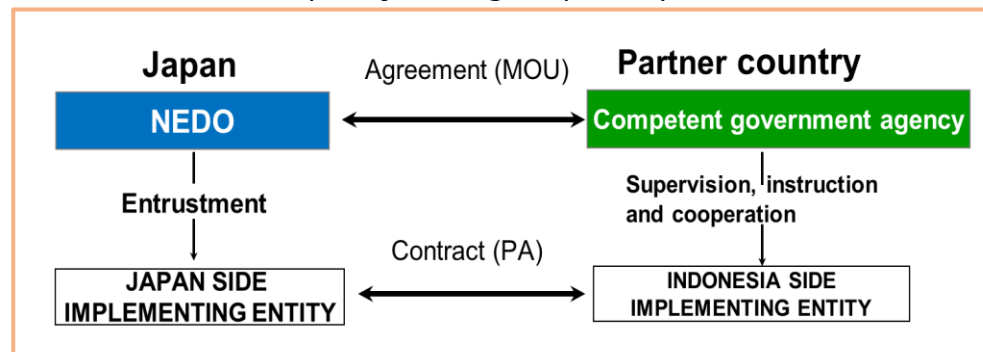 Japan
Agreement (MOU)
Partner country
NEDO
Competent government agency
Entrustment
Supervision, instruction
and cooperation
Contract (PA)
JAPAN SIDE
IMPLEMENTING ENTITY
INDONESIA SIDE
IMPLEMENTING ENTITY